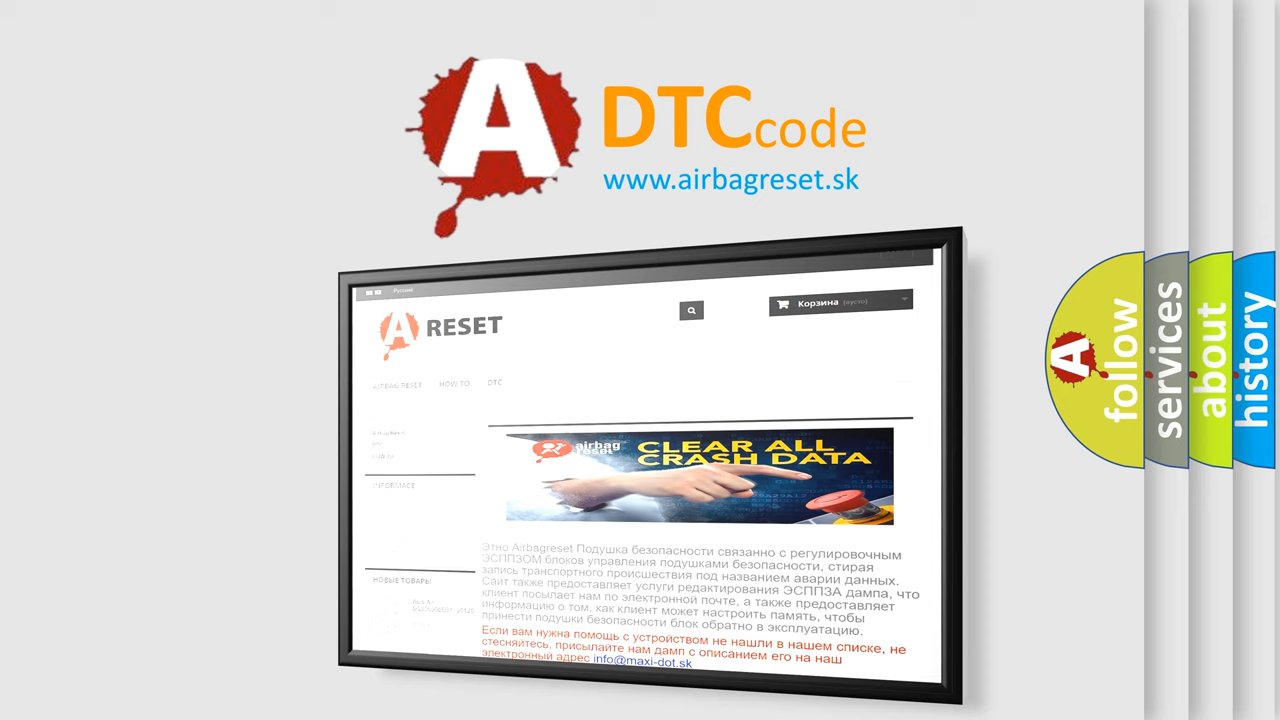 A
DTCcode
www.airbagreset.sk
Русский
A RESET
Корзина (пусто)
AIRBAG RESET HOW TO DTC
INFORMACE
airbag
reset
CLEAR ALL
CRASH DATA
Этно Airbagreset Подушка безопасности связанно с регулировочным
ЭСППЗОМ блоков управления подушками безопасности, стирая
запись транспортного происшествия под названием аварии данных.
Сайт также предоставляет услуги редактирования ЭСППЗА дампа, что
клиент посылает нам по электронной почте, а также предоставляет
информацию о том, как клиент может настроить память, чтобы
принести подушки безопасности блок обратно в эксплуатацию.
Если вам нужна помощь с устройством не нашли в нашем списке, не
стесняйтесь, присылайте нам дамп с описанием его на наш
электронный адрес info@maxi-dot.sk
НОВЫЕ ТОВАРЫ
A
follow
services
about
history